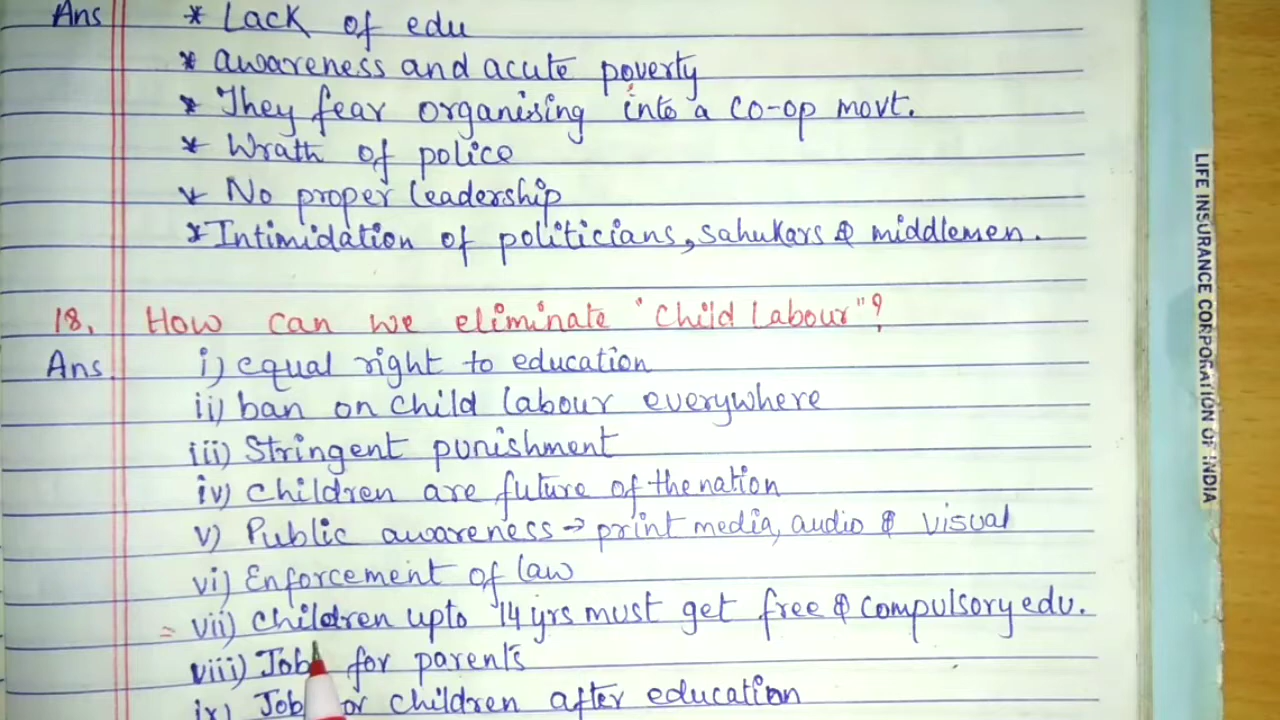 Ans * Lack of edu
* awareness and acute poverty
* They fear organising into a co-op movt.
* Wrath of police
* No proper leadership
* Intimidation of politicians, sahukars & middlemen.
18. How can we eliminate "Child Labour"?
Ans i) equal right to education
ii) ban on child labour everywhere
iii) Stringent punishment
iv) children are future of the nation
v) Public awareness → print media, audio & visual
vi) Enforcement of law
= vii) children upto 14 yrs must get free & compulsory edu.
viii) Job for parents
ix) Job or children after education
LIFE INSURANCE CORPORATION OF INDIA